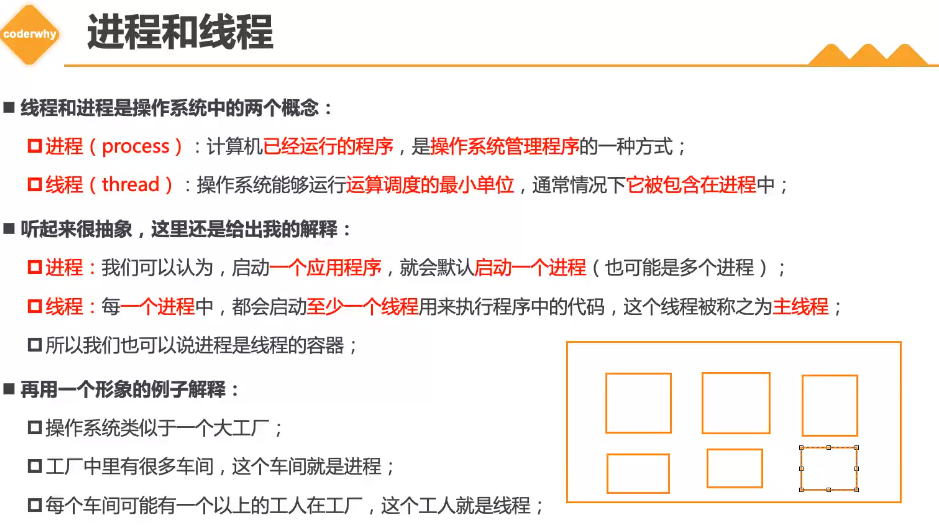 coderwhy
进程和线程
线程和进程是操作系统中的两个概念：
进程（process）：计算机已经运行的程序，是操作系统管理程序的一种方式；
线程（thread）：操作系统能够运行运算调度的最小单位，通常情况下它被包含在进程中；
听起来很抽象，这里还是给出我的解释：
进程：我们可以认为，启动一个应用程序，就会默认启动一个进程（也可能是多个进程）；
线程：每一个进程中，都会启动至少一个线程用来执行程序中的代码，这个线程被称之为主线程；
所以我们也可以说进程是线程的容器；
再用一个形象的例子解释：
操作系统类似于一个大工厂；
工厂中里有很多车间，这个车间就是进程；
每个车间可能有一个以上的工人在工厂，这个工人就是线程；